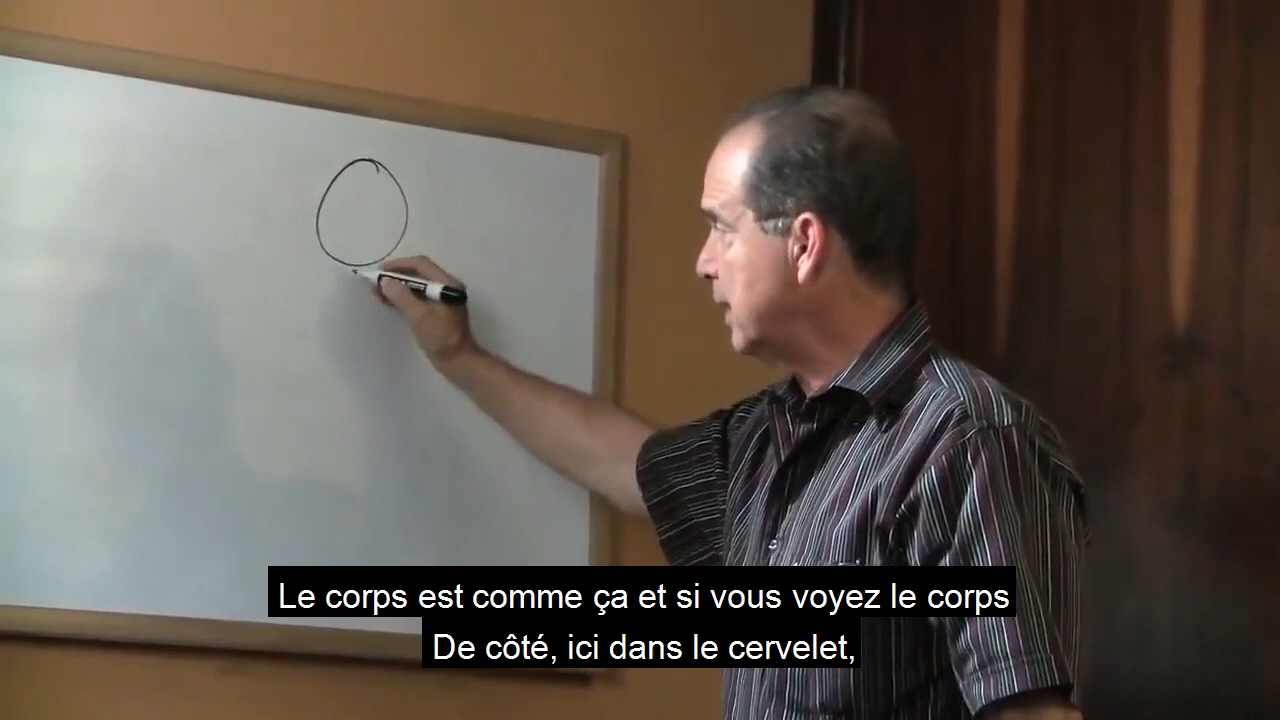 Le corps est comme ça et si vous voyez le corps
De côté, ici dans le cervelet,